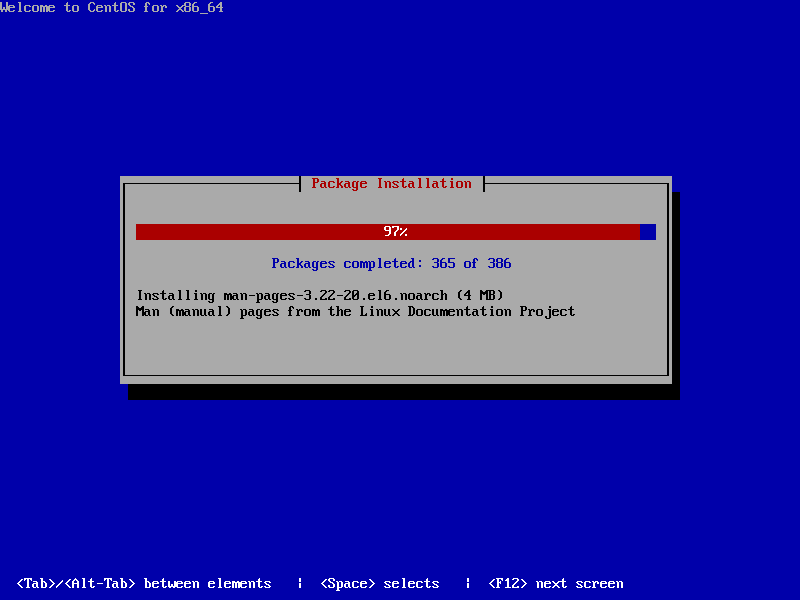 Welcome to CentOS for x86_64
Package Installation
97%
Packages completed: 365 of 386
Installing man-pages-3.22-20.el6.noarch (4 MB)
Man (manual) pages from the Linux Documentation Project
<Tab>/<Alt-Tab> between elements | <Space> selects | <F12> next screen